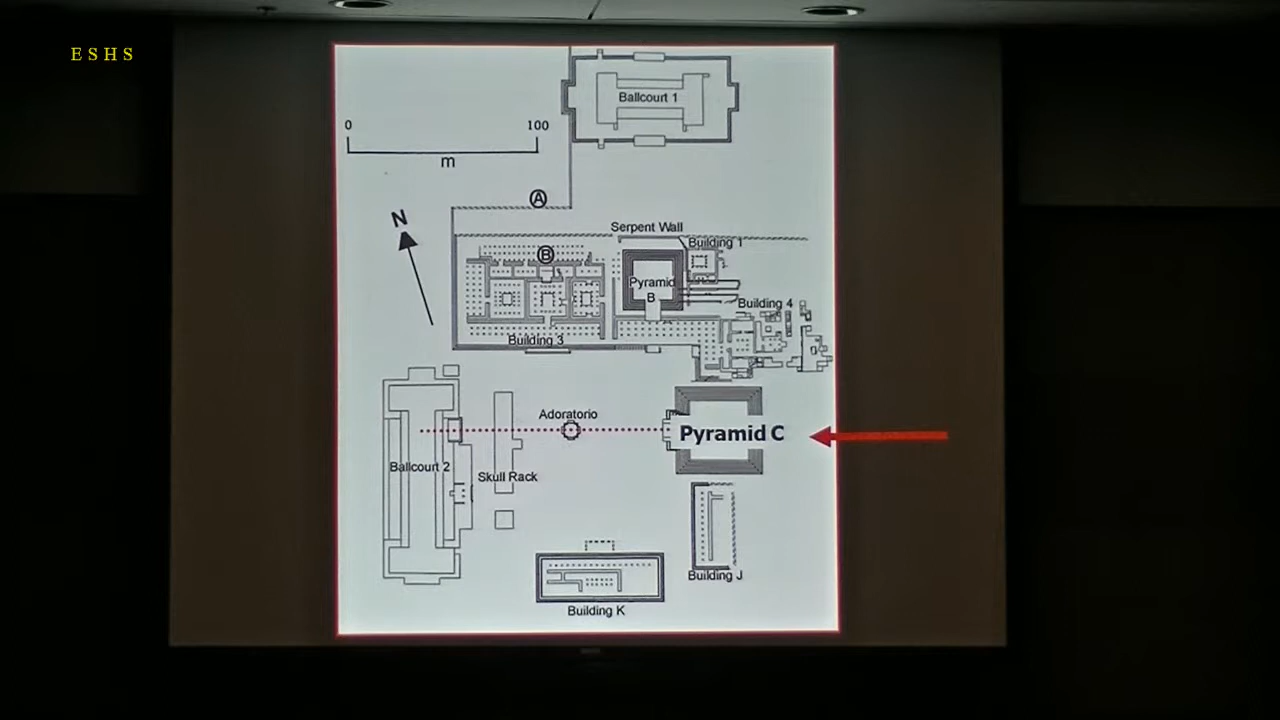 E S H S
Ballcourt 1
0 100
m
A
N
Serpent Wall
Building 1
B
Pyramid
B
Building 4
Building 3
Adoratorio
Pyramid C
Ballcourt 2
Skull Rack
Building J
Building K